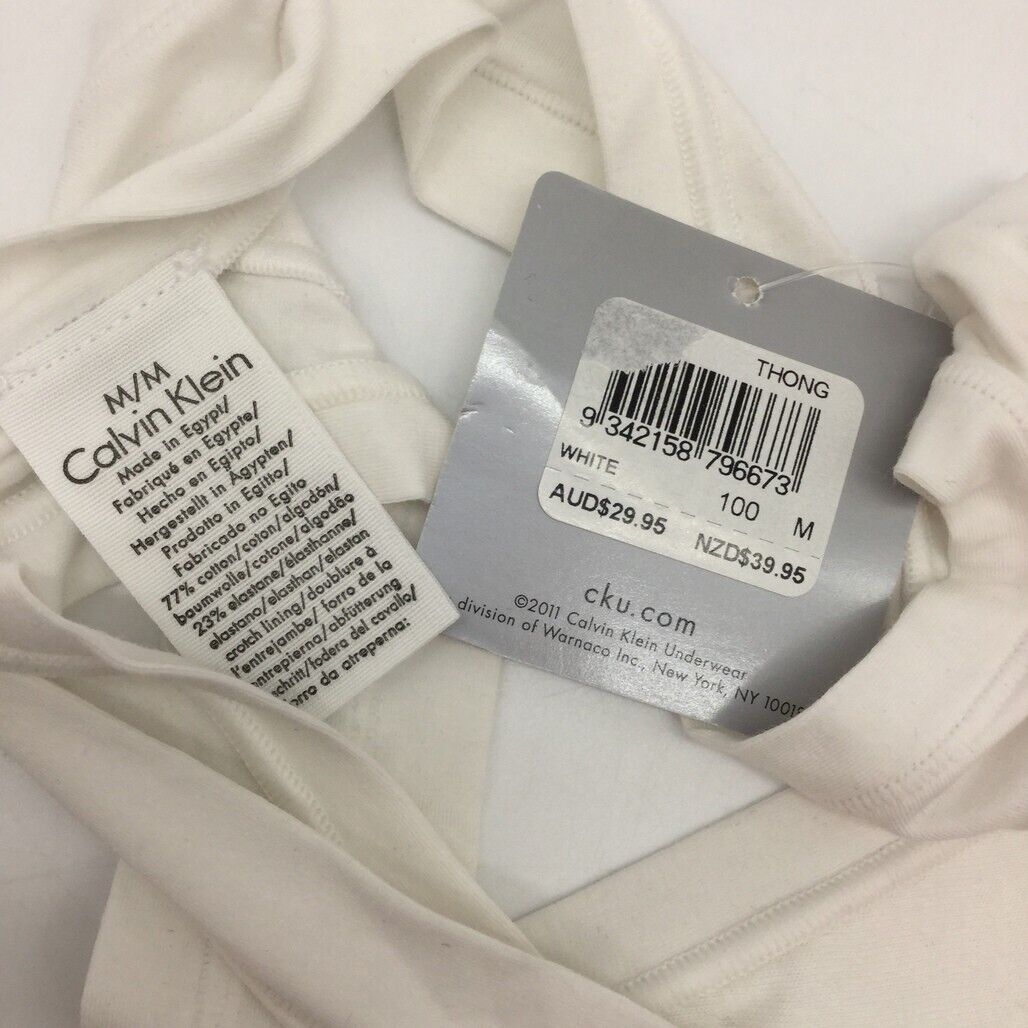 M/M
Calvin Klein
Made in Egypt/
Fabriqué en Egypte/
Hecho en Egipto/
Hergestellt in Ägypten/
Prodotto in Egitto/
Fabricado no Egito
77% cotton/coton/algodón/
baumwolle/cotone/algodão
23% elastane/élasthanne/
elastano/elasthan/elastan
crotch lining/doublure à
l'entrejambe/ forro de la
entrepierna/abfütterung
schritt/fodera del cavallo/
forro da atreperna:
THONG
9 342158 796673
WHITE
100 M
AUD$29.95 NZD$39.95
cku.com
©2011 Calvin Klein Underwear
division of Warnaco Inc., New York, NY 10018